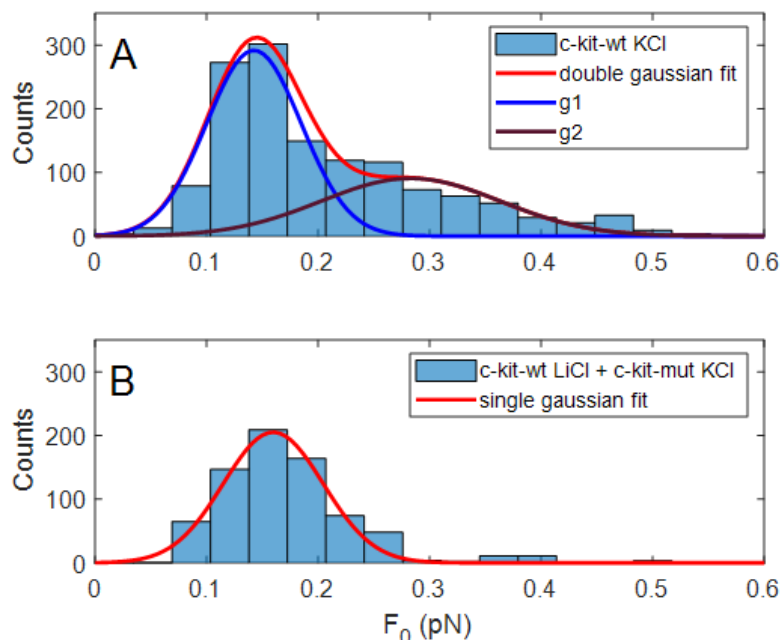 A
300
200
100
0
Counts
c-kit-wt KCl
double gaussian fit
g1
g2
0 0.1 0.2 0.3 0.4 0.5 0.6
B
300
200
100
0
Counts
c-kit-wt LiCl + c-kit-mut KCl
single gaussian fit
0 0.1 0.2 0.3 0.4 0.5 0.6
F₀ (pN)